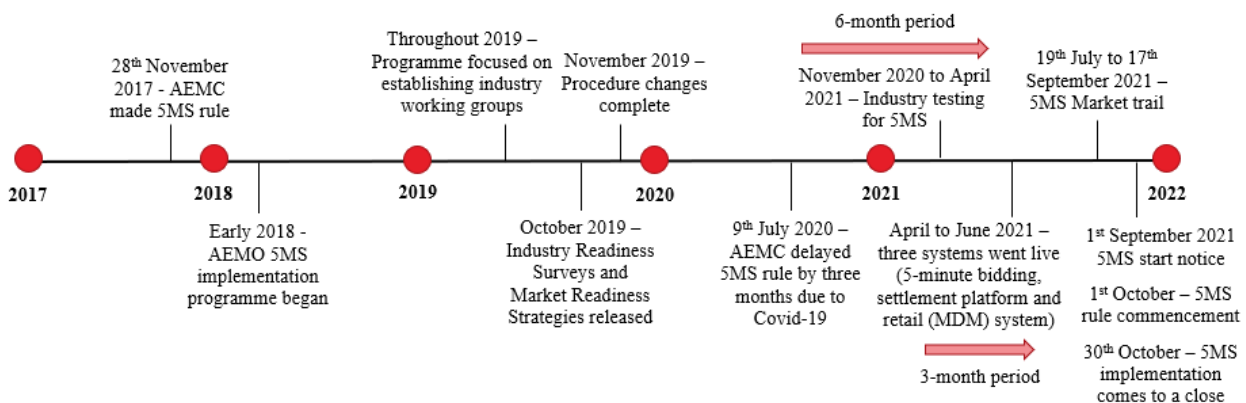 6-month period
28th November
2017 - AEMC
made 5MS rule
Throughout 2019 –
Programme focused on
establishing industry
working groups
November 2019 –
Procedure changes
complete
November 2020 to April
2021 – Industry testing
for 5MS
19th July to 17th
September 2021 –
5MS Market trail
2017
2018
2019
2020
2021
2022
Early 2018 -
AEMO 5MS
implementation
programme began
October 2019 –
Industry Readiness
Surveys and
Market Readiness
Strategies released
9th July 2020 –
AEMC delayed
5MS rule by three
months due to
Covid-19
April to June 2021 –
three systems went live
(5-minute bidding,
settlement platform and
retail (MDM) system)
3-month period
1st September 2021
5MS start notice
1st October – 5MS
rule commencement
30th October – 5MS
implementation
comes to a close